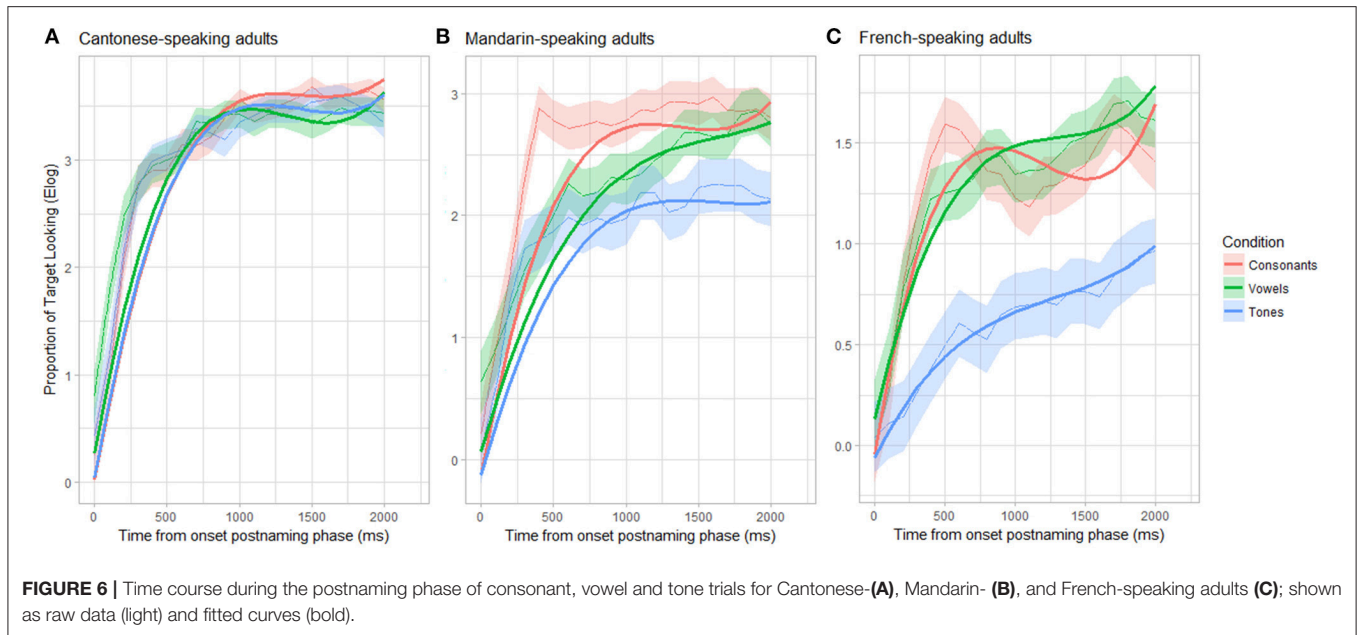 A Cantonese-speaking adults
B Mandarin-speaking adults
C French-speaking adults
Proportion of Target Looking (Elog)
3
2
1
0
3
2
1
0
1.5
1.0
0.5
0.0
0 500 1000 1500 2000
0 500 1000 1500 2000
0 500 1000 1500 2000
Time from onset postnaming phase (ms)
Time from onset postnaming phase (ms)
Time from onset postnaming phase (ms)
Condition
Consonants
Vowels
Tones
FIGURE 6 | Time course during the postnaming phase of consonant, vowel and tone trials for Cantonese-(A), Mandarin- (B), and French-speaking adults (C); shown
as raw data (light) and fitted curves (bold).